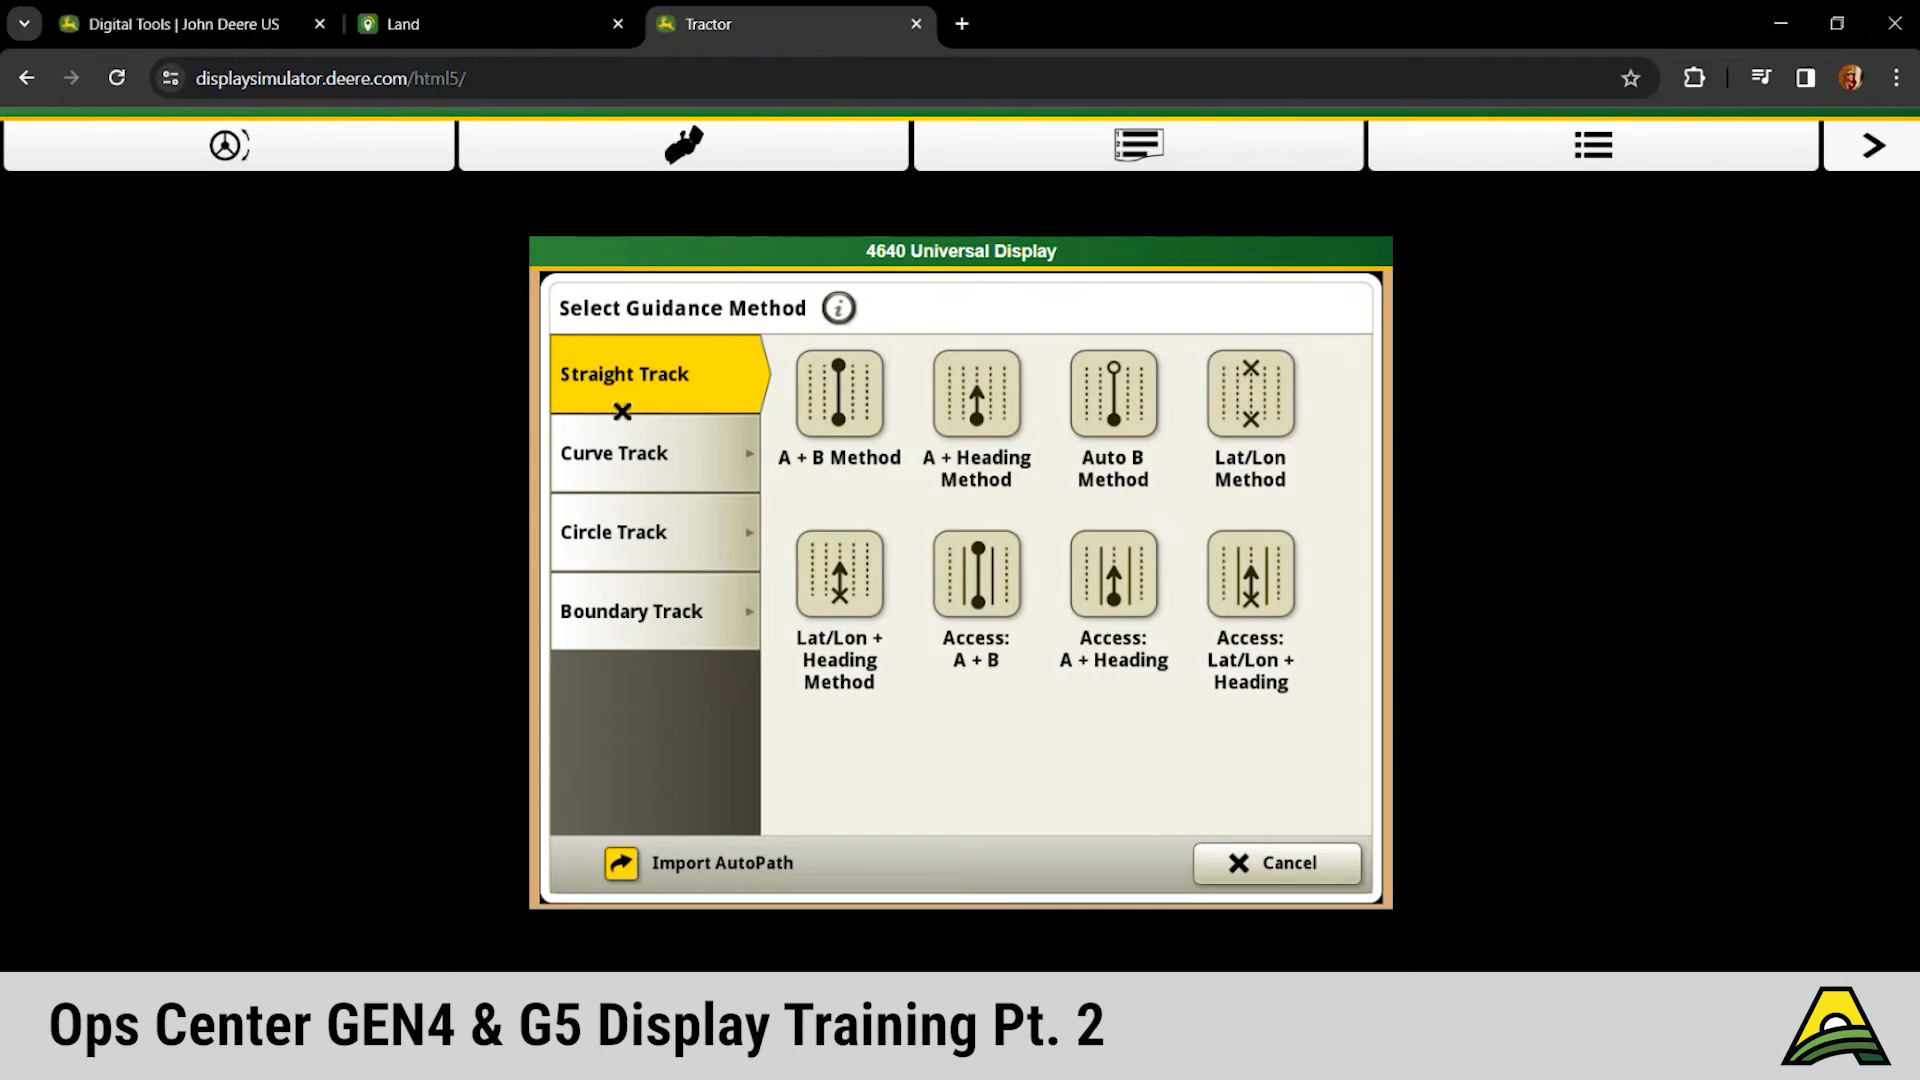 Digital Tools | John Deere US
Land
Tractor
displaysimulator.deere.com/html5/
4640 Universal Display
Select Guidance Method
Straight Track
Curve Track
Circle Track
Boundary Track
A + B Method
A + Heading
Method
Auto B
Method
Lat/Lon
Method
Lat/Lon +
Heading
Method
Access:
A + B
Access:
A + Heading
Access:
Lat/Lon +
Heading
Import AutoPath
Cancel
Ops Center GEN4 & G5 Display Training Pt. 2